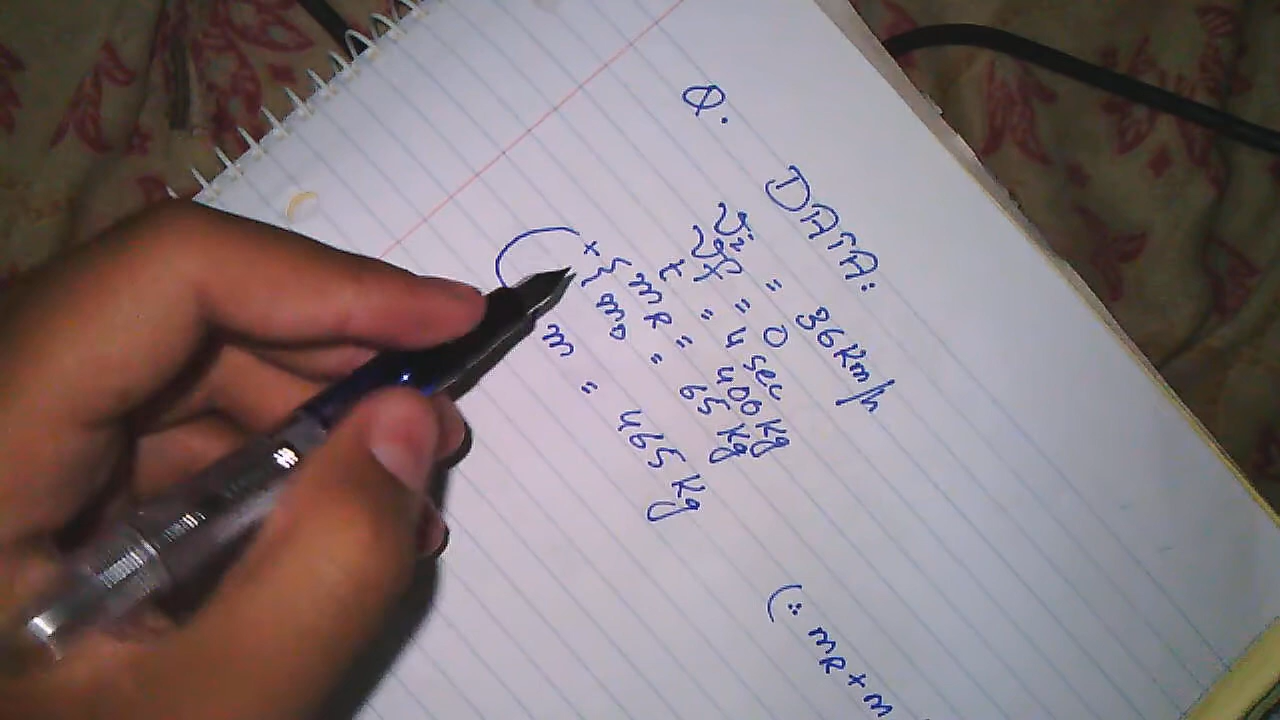 Q.
DATA:
vi = 36 Km/h
vf = 0
t = 4 sec
+ { mR = 400 Kg
{ mD = 65 Kg
m = 465 Kg
(∵ mR + m